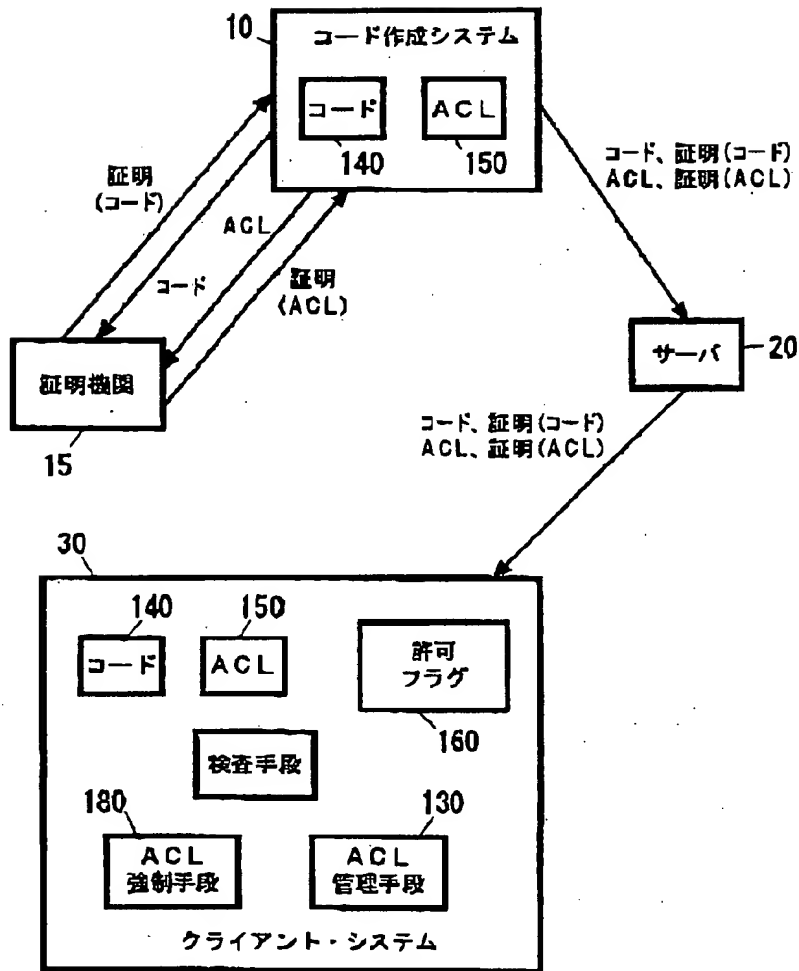 10
コード作成システム
コード
140
ACL
150
証明
(コード)
コード
ACL
証明
(ACL)
コード、証明(コード)
ACL、証明(ACL)
証明機関
15
サーバ
20
コード、証明(コード)
ACL、証明(ACL)
30
140
コード
150
ACL
許可
フラグ
160
検査手段
180
ACL
強制手段
130
ACL
管理手段
クライアント・システム